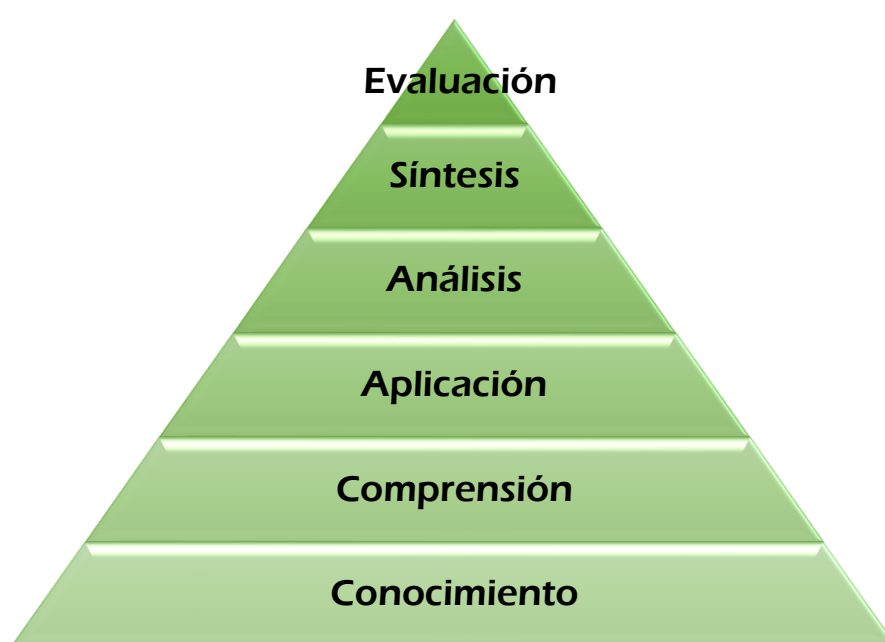 Evaluación
Síntesis
Análisis
Aplicación
Comprensión
Conocimiento